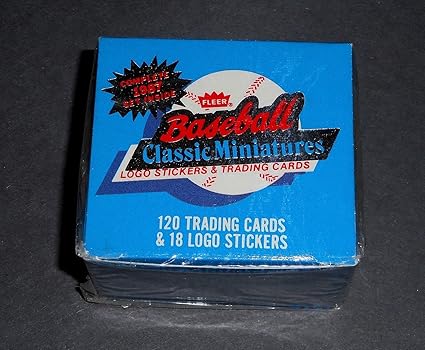 COMPLETE
1987
SET INSIDE
FLEER
Baseball
Classic Miniatures
LOGO STICKERS & TRADING CARDS
120 TRADING CARDS
& 18 LOGO STICKERS